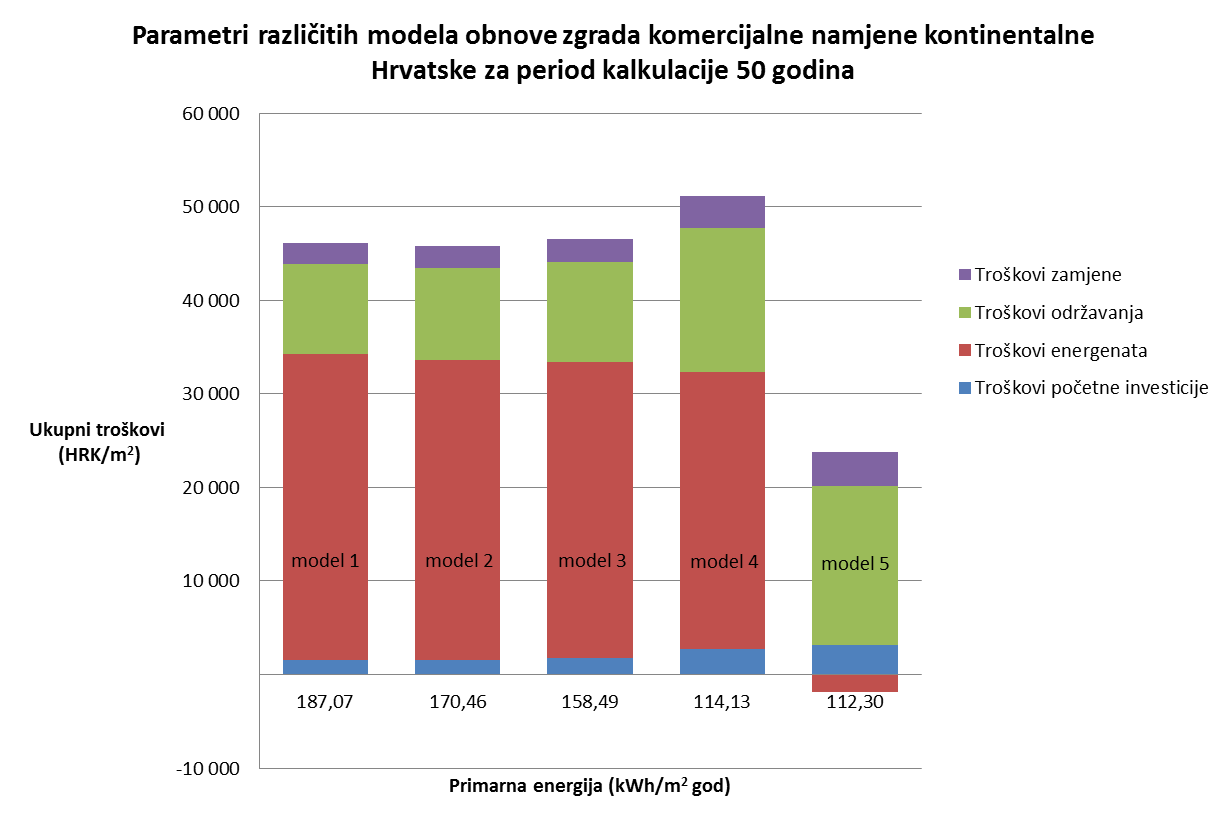 Parametri različitih modela obnove zgrada komercijalne namjene kontinentalne
Hrvatske za period kalkulacije 50 godina
60 000
50 000
40 000
30 000
20 000
10 000
-10 000
Ukupni troškovi
(HRK/m²)
model 1
model 2
model 3
model 4
model 5
187,07
170,46
158,49
114,13
112,30
Primarna energija (kWh/m² god)
Troškovi zamjene
Troškovi održavanja
Troškovi energenata
Troškovi početne investicije